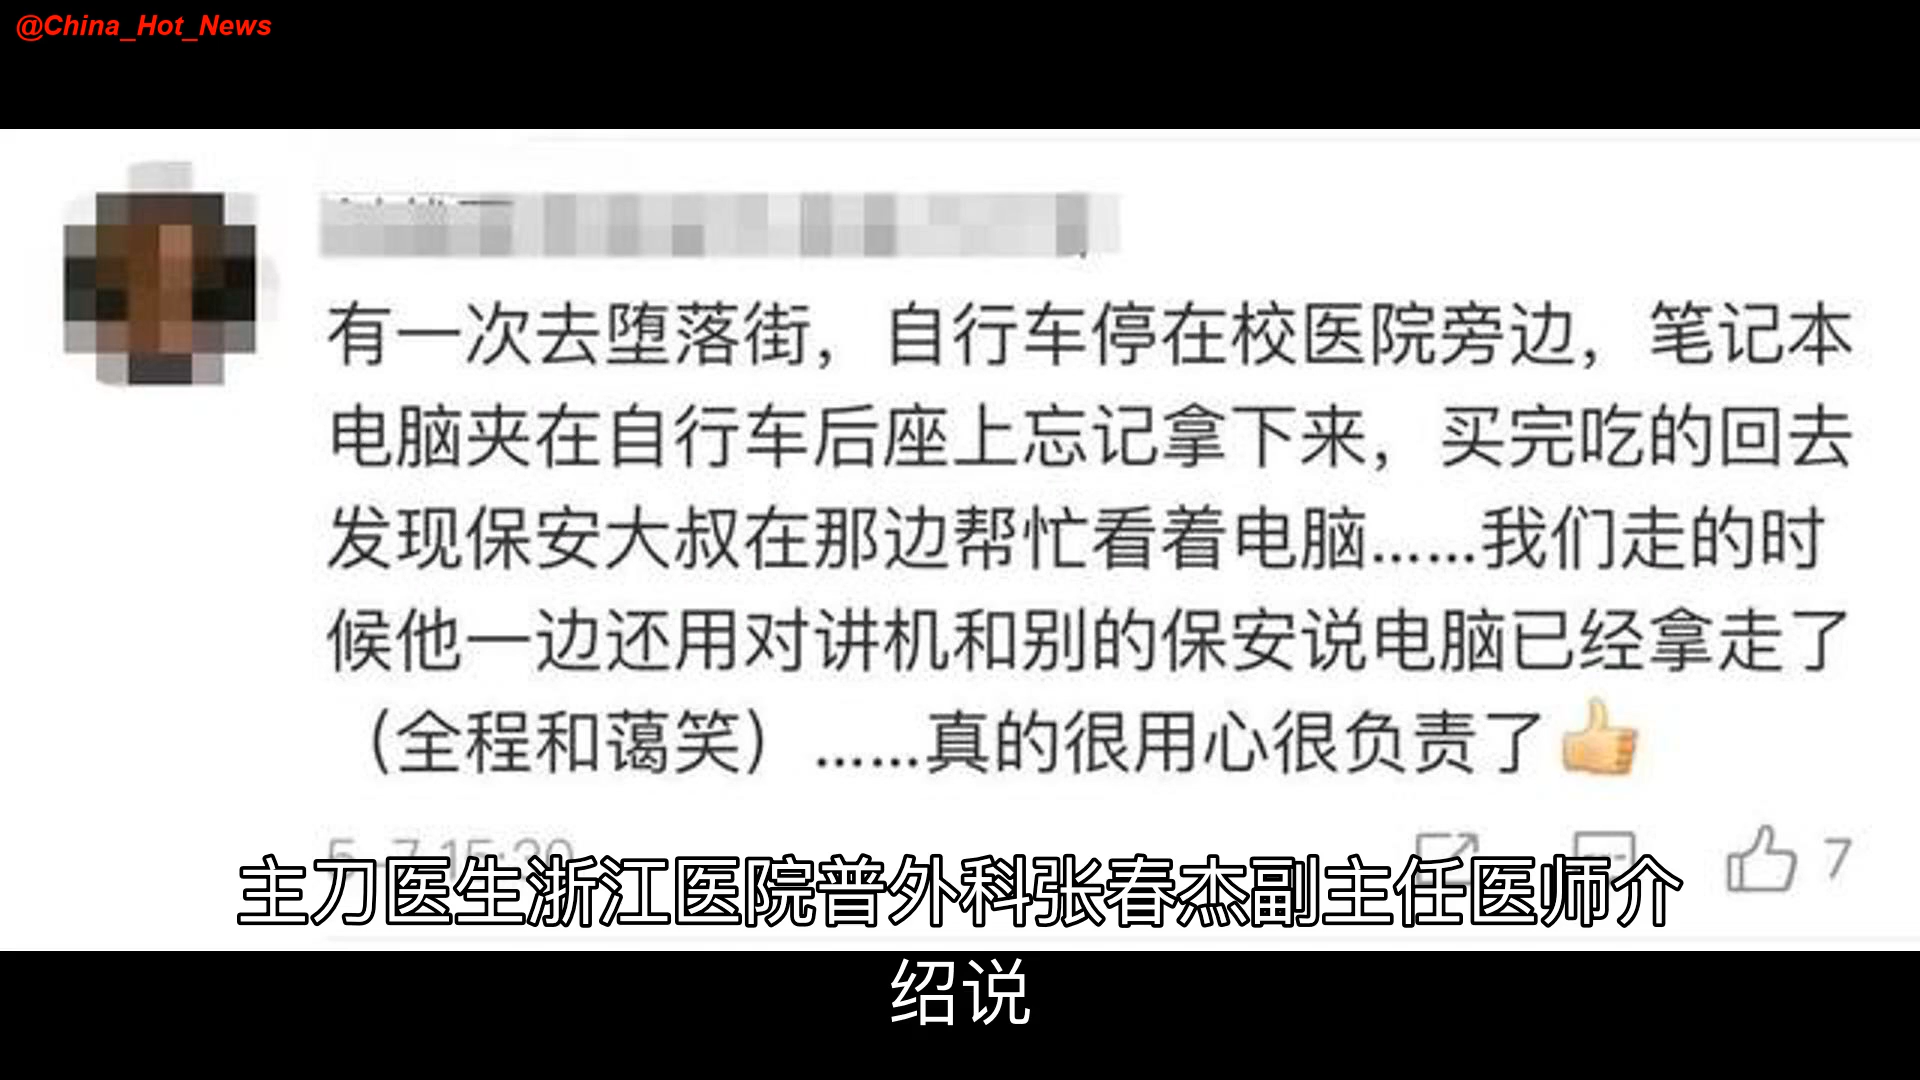 @China_Hot_News
有一次去堕落街，自行车停在校医院旁边，笔记本
电脑夹在自行车后座上忘记拿下来，买完吃的回去
发现保安大叔在那边帮忙看着电脑……我们走的时
候他一边还用对讲机和别的保安说电脑已经拿走了
（全程和蔼笑）……真的很用心很负责了👍
5-7 15:20
7
主刀医生浙江医院普外科张春杰副主任医师介
绍说